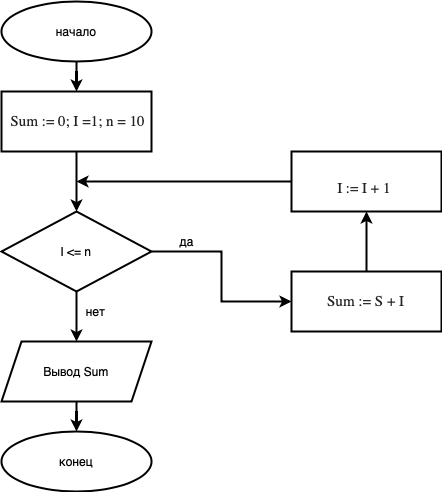 начало
Sum := 0; I =1; n = 10
I := I + 1
I <= n
да
Sum := S + I
нет
Вывод Sum
конец